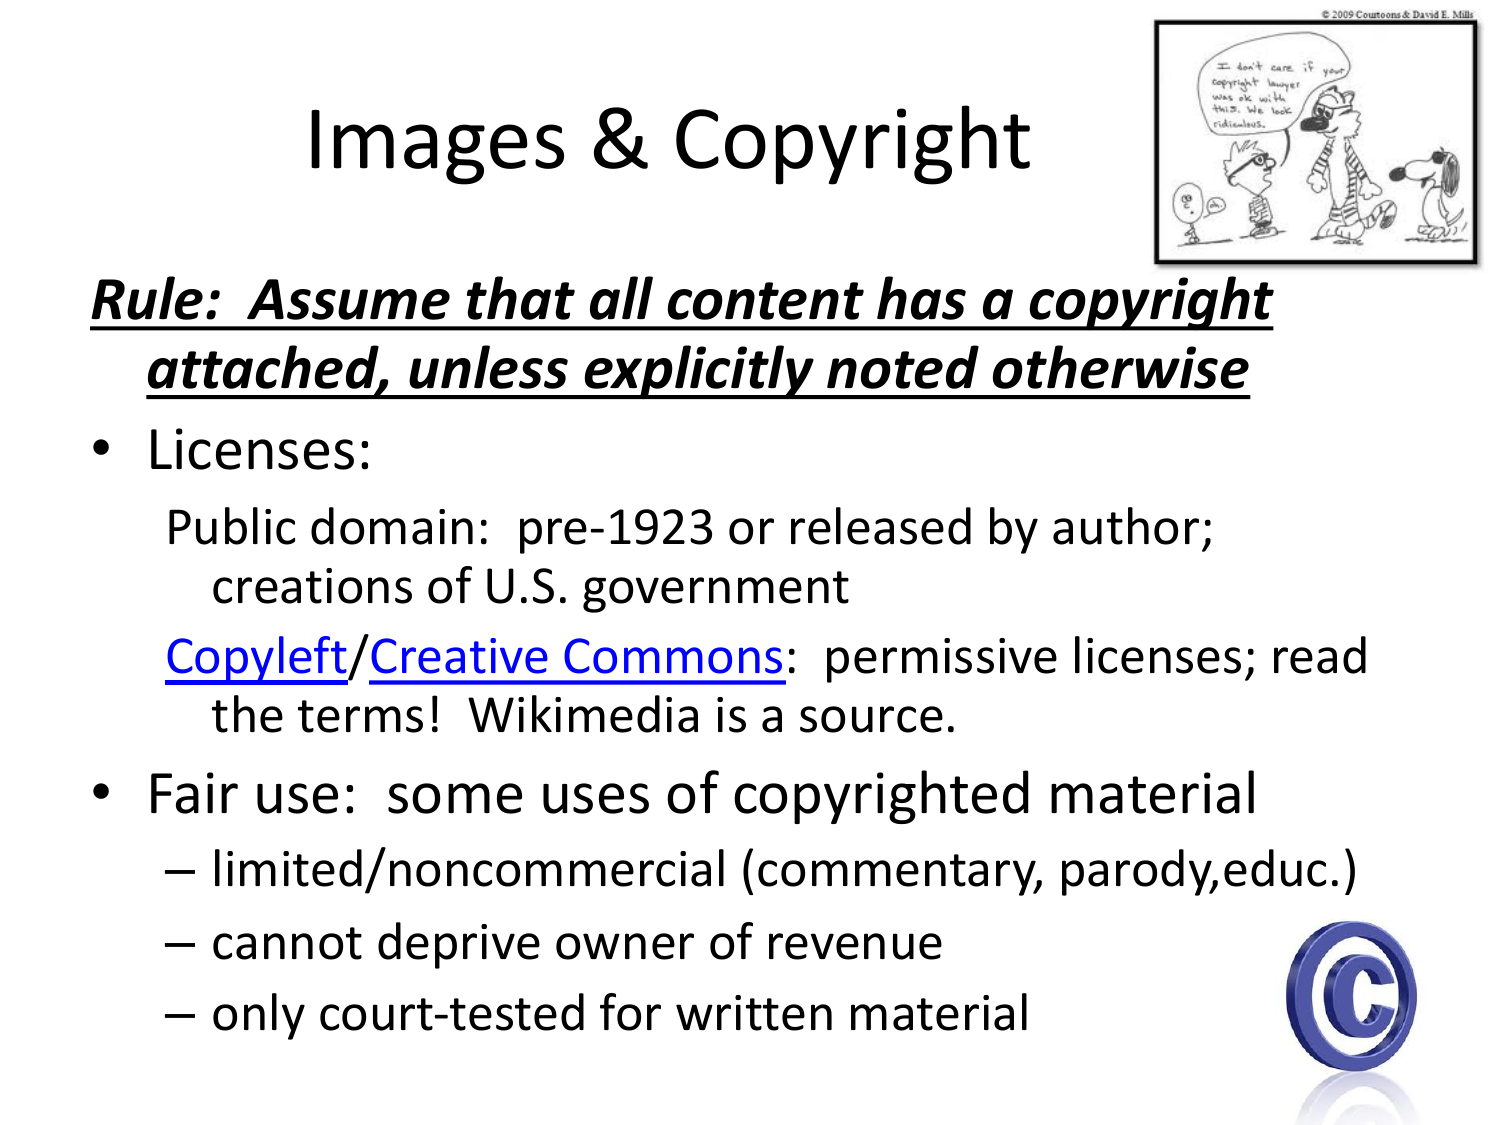 © 2009 Courtoons & David E. Mills
I don't care if your
copyright lawyer
was ok with
this. We look
ridiculous.
oh.
Images & Copyright
Rule:  Assume that all content has a copyright
attached, unless explicitly noted otherwise
• Licenses:
Public domain:  pre-1923 or released by author;
creations of U.S. government
Copyleft/Creative Commons:  permissive licenses; read
the terms!  Wikimedia is a source.
• Fair use:  some uses of copyrighted material
– limited/noncommercial (commentary, parody,educ.)
– cannot deprive owner of revenue
– only court-tested for written material
©